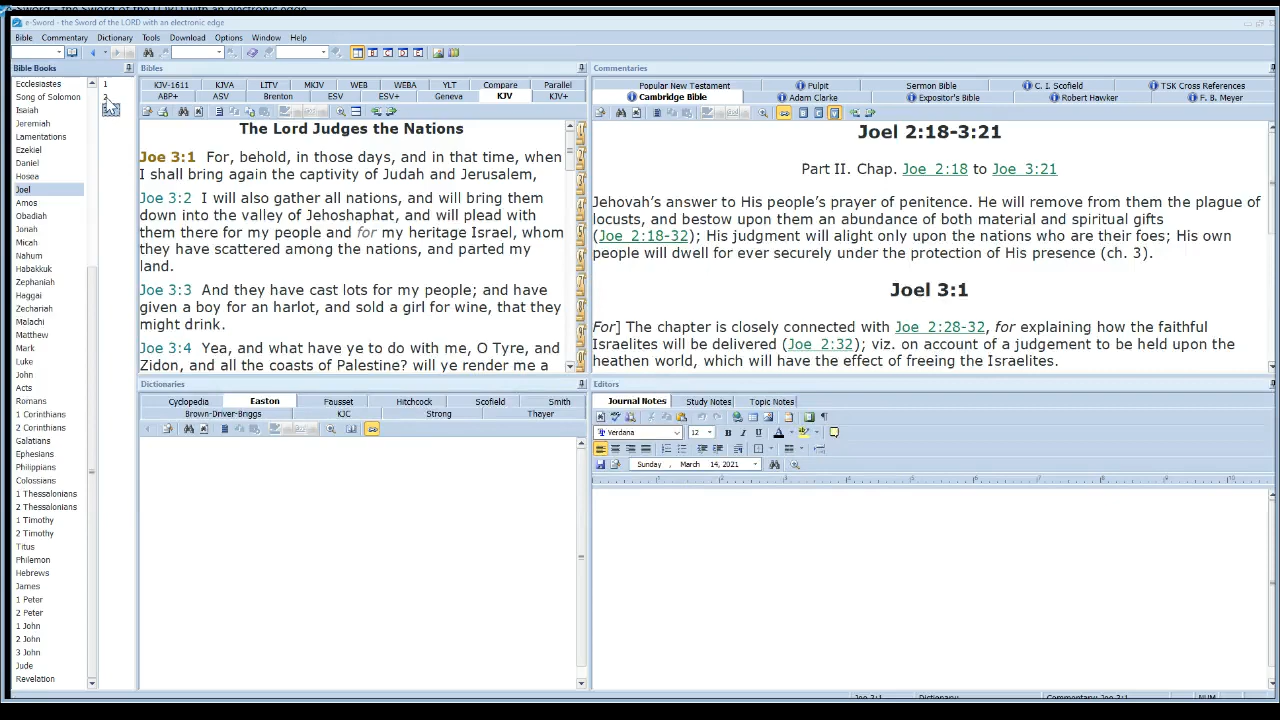 e-Sword - the Sword of the LORD with an electronic edge
Bible Commentary Dictionary Tools Download Options Window Help
Bible Books
Ecclesiastes
Song of Solomon
Isaiah
Jeremiah
Lamentations
Ezekiel
Daniel
Hosea
Joel
Amos
Obadiah
Jonah
Micah
Nahum
Habakkuk
Zephaniah
Haggai
Zechariah
Malachi
Matthew
Mark
Luke
John
Acts
Romans
1 Corinthians
2 Corinthians
Galatians
Ephesians
Philippians
Colossians
1 Thessalonians
2 Thessalonians
1 Timothy
2 Timothy
Titus
Philemon
Hebrews
James
1 Peter
2 Peter
1 John
2 John
3 John
Jude
Revelation
1
2
Bibles
KJV-1611 KJVA LITV MKJV WEB WEBA YLT Compare Parallel
ABP+ ASV Brenton ESV ESV+ Geneva KJV KJV+
The Lord Judges the Nations
Joe 3:1 For, behold, in those days, and in that time, when
I shall bring again the captivity of Judah and Jerusalem,
Joe 3:2 I will also gather all nations, and will bring them
down into the valley of Jehoshaphat, and will plead with
them there for my people and for my heritage Israel, whom
they have scattered among the nations, and parted my
land.
Joe 3:3 And they have cast lots for my people; and have
given a boy for an harlot, and sold a girl for wine, that they
might drink.
Joe 3:4 Yea, and what have ye to do with me, O Tyre, and
Zidon, and all the coasts of Palestine? will ye render me a
Commentaries
Popular New Testament Pulpit Sermon Bible C. I. Scofield TSK Cross References
Cambridge Bible Adam Clarke Expositor's Bible Robert Hawker F. B. Meyer
Joel 2:18-3:21
Part II. Chap. Joe_2:18 to Joe_3:21
Jehovah's answer to His people's prayer of penitence. He will remove from them the plague of
locusts, and bestow upon them an abundance of both material and spiritual gifts
(Joe_2:18-32); His judgment will alight only upon the nations who are their foes; His own
people will dwell for ever securely under the protection of His presence (ch. 3).
Joel 3:1
For] The chapter is closely connected with Joe_2:28-32, for explaining how the faithful
Israelites will be delivered (Joe_2:32); viz. on account of a judgement to be held upon the
heathen world, which will have the effect of freeing the Israelites.
Dictionaries
Cyclopedia Easton Fausset Hitchcock Scofield Smith
Brown-Driver-Briggs KJC Strong Thayer
Editors
Journal Notes Study Notes Topic Notes
Verdana 12 B I U A
Sunday , March 14, 2021
Joe 3:1 Dictionary: Commentary: Joe 3:1 NUM